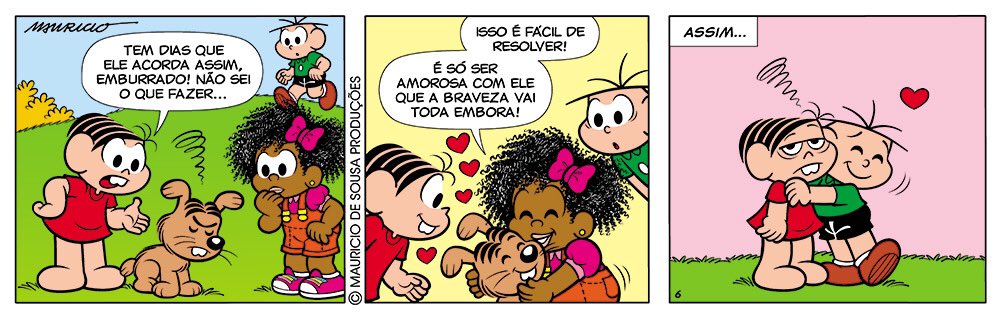 MAURICIO
TEM DIAS QUE
ELE ACORDA ASSIM,
EMBURRADO! NÃO SEI
O QUE FAZER...
© MAURICIO DE SOUSA PRODUÇÕES
ISSO É FÁCIL DE
RESOLVER!
É SÓ SER
AMOROSA COM ELE
QUE A BRAVEZA VAI
TODA EMBORA!
ASSIM...
6